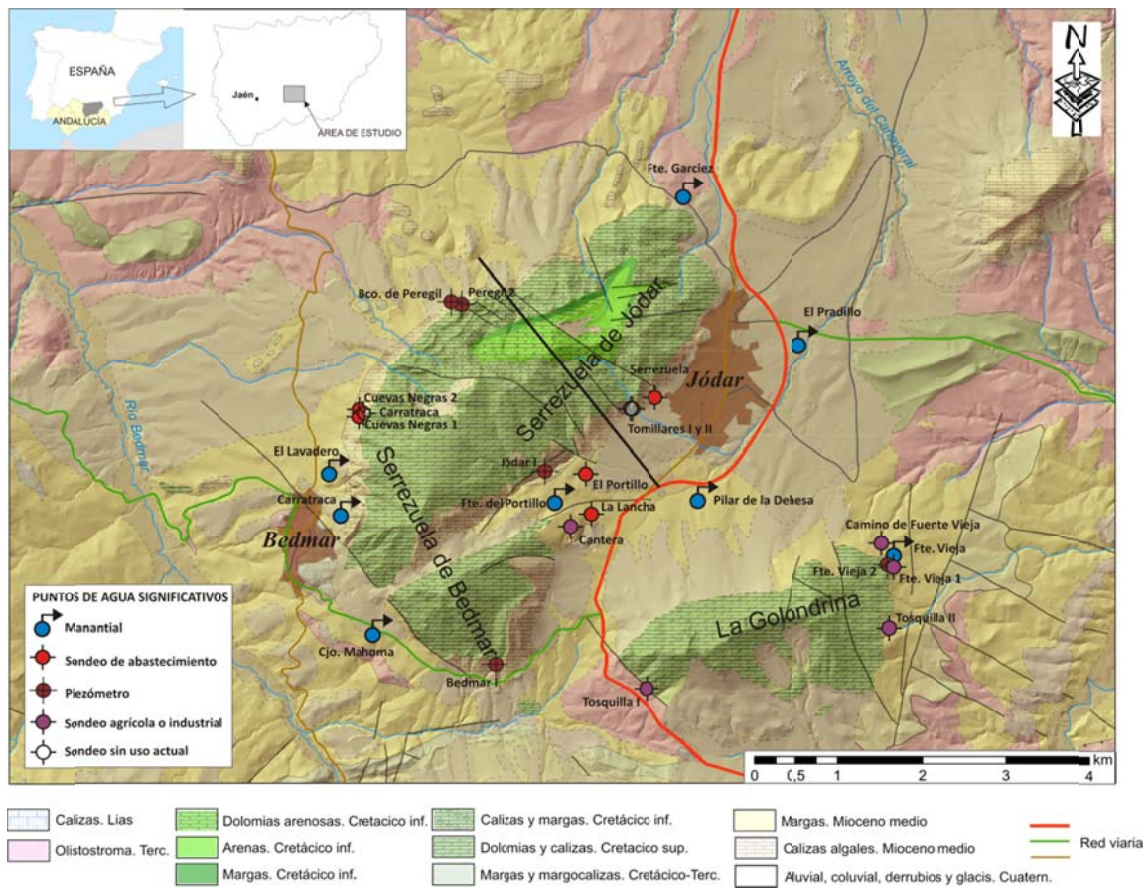 ESPAÑA
ANDALUCÍA
Jaén
ÁREA DE ESTUDIO
N
Arroyo del Cañaveral
Fte. Garciez
Bco. de Peregil
Peregil 2
El Pradillo
Serrezuela de Jódar
Serrezuela
Jódar
Tomillares I y II
Cuevas Negras 2
Carratraca
Cuevas Negras 1
Río Bedmar
El Lavadero
Jódar I
El Portillo
Carratraca
Fte. del Portillo
Pilar de la Dehesa
La Lancha
Bedmar
Serrezuela de Bedmar
Cantera
Camino de Fuerte Vieja
Fte. Vieja
Fte. Vieja 2
Fte. Vieja 1
La Golondrina
Tosquilla II
Cjo. Mahoma
Bedmar I
Tosquilla I
PUNTOS DE AGUA SIGNIFICATIVOS
Manantial
Sondeo de abastecimiento
Piezómetro
Sondeo agrícola o industrial
Sondeo sin uso actual
km
0 0,5 1 2 3 4
Calizas. Lias
Olistostroma. Terc.
Dolomias arenosas. Cretacico inf.
Arenas. Cretácico inf.
Margas. Cretácico inf.
Calizas y margas. Cretácico inf.
Dolomias y calizas. Cretacico sup.
Margas y margocalizas. Cretácico-Terc.
Margas. Mioceno medio
Calizas algales. Mioceno medio
Aluvial, coluvial, derrubios y glacis. Cuatern.
Red viaria